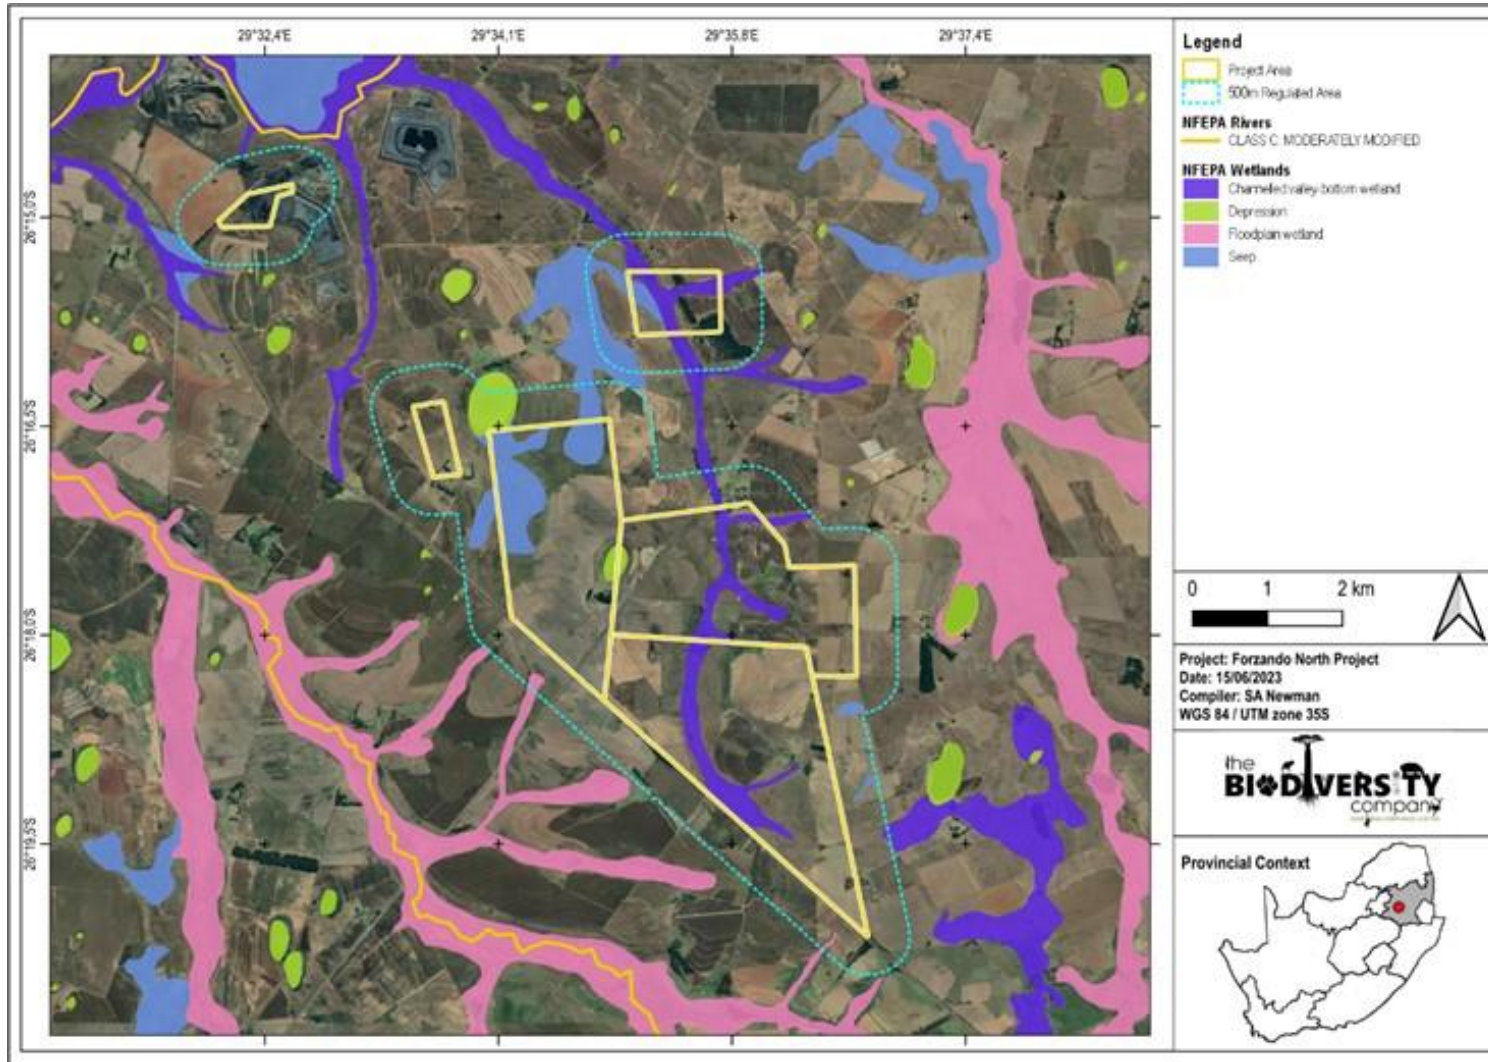 29°32,4'E 29°34,1'E 29°35,8'E 29°37,4'E
26°15,0'S
26°16,5'S
26°18,0'S
26°19,5'S
Legend
Project Area
500m Regulated Area
NFEPA Rivers
CLASS C: MODERATELY MODIFIED
NFEPA Wetlands
Channelled valley-bottom wetland
Depression
Floodplain wetland
Seep
0 1 2 km
Project: Forzando North Project
Date: 15/06/2023
Compiler: SA Newman
WGS 84 / UTM zone 35S
the
BIODIVERSITY
company
Provincial Context